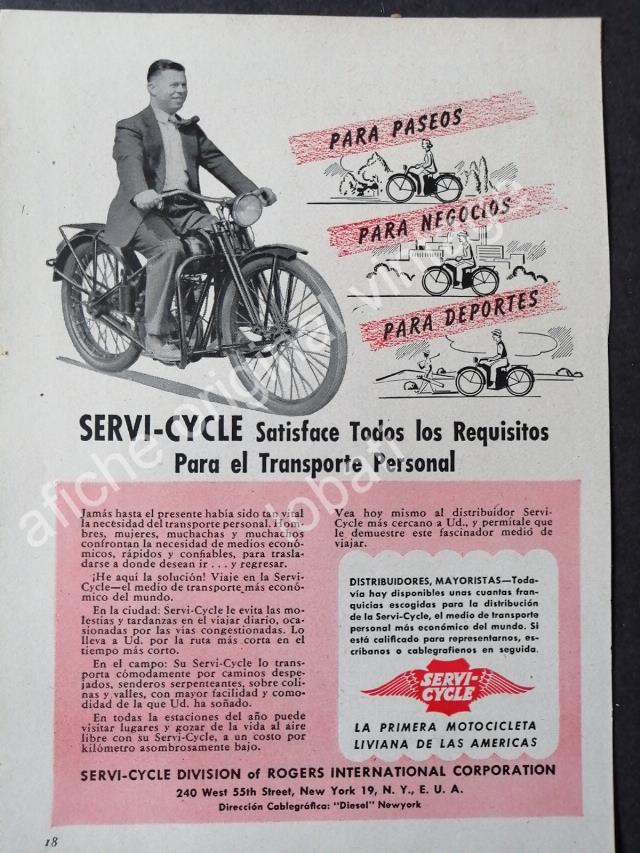 PARA PASEOS
PARA NEGOCIOS
PARA DEPORTES
SERVI-CYCLE Satisface Todos los Requisitos
Para el Transporte Personal
Jamás hasta el presente había sido tan vital
la necesidad del transporte personal. Hom-
bres, mujeres, muchachas y muchachos
confrontan la necesidad de medios econó-
micos, rápidos y confiables, para trasla-
darse a donde desean ir . . . y regresar.
¡He aquí la solución! Viaje en la Servi-
Cycle—el medio de transporte más econó-
mico del mundo.
En la ciudad: Servi-Cycle le evita las mo-
lestias y tardanzas en el viajar diario, oca-
sionadas por las vías congestionadas. Lo
lleva a Ud. por la ruta más corta en el
tiempo más corto.
En el campo: Su Servi-Cycle lo trans-
porta cómodamente por caminos despe-
jados, senderos serpenteantes, sobre coli-
nas y valles, con mayor facilidad y como-
didad de la que Ud. ha soñado.
En todas la estaciones del año puede
visitar lugares y gozar de la vida al aire
libre con su Servi-Cycle, a un costo por
kilómetro asombrosamente bajo.
Vea hoy mismo al distribuidor Servi-
Cycle más cercano a Ud., y permítale que
le demuestre este fascinador medio de
viajar.
DISTRIBUIDORES, MAYORISTAS—Toda-
vía hay disponibles unas cuantas fran-
quicias escogidas para la distribución
de la Servi-Cycle, el medio de transporte
personal más económico del mundo. Si
está calificado para representarnos, es-
críbanos o cablegrafíenos en seguida.
SERVI-
CYCLE
LA PRIMERA MOTOCICLETA
LIVIANA DE LAS AMERICAS
SERVI-CYCLE DIVISION of ROGERS INTERNATIONAL CORPORATION
240 West 55th Street, New York 19, N. Y., E. U. A.
Dirección Cablegráfica: "Diesel" Newyork
18
afiche original vintage
lobati